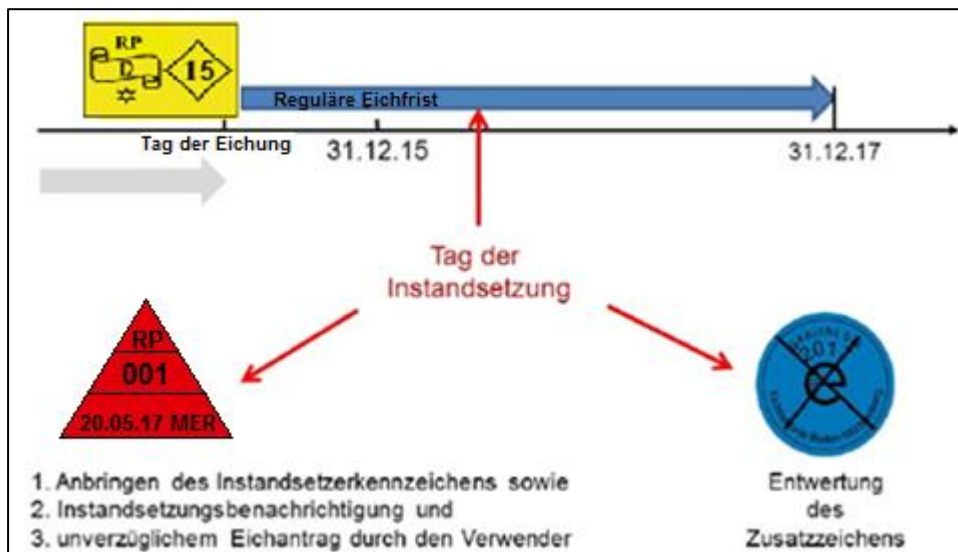 RP
D
15
Reguläre Eichfrist
Tag der Eichung
31.12.15
31.12.17
Tag der
Instandsetzung
RP
001
20.05.17 MER
201
e
1. Anbringen des Instandsetzerkennzeichens sowie
2. Instandsetzungsbenachrichtigung und
3. unverzüglichem Eichantrag durch den Verwender
Entwertung
des
Zusatzzeichens